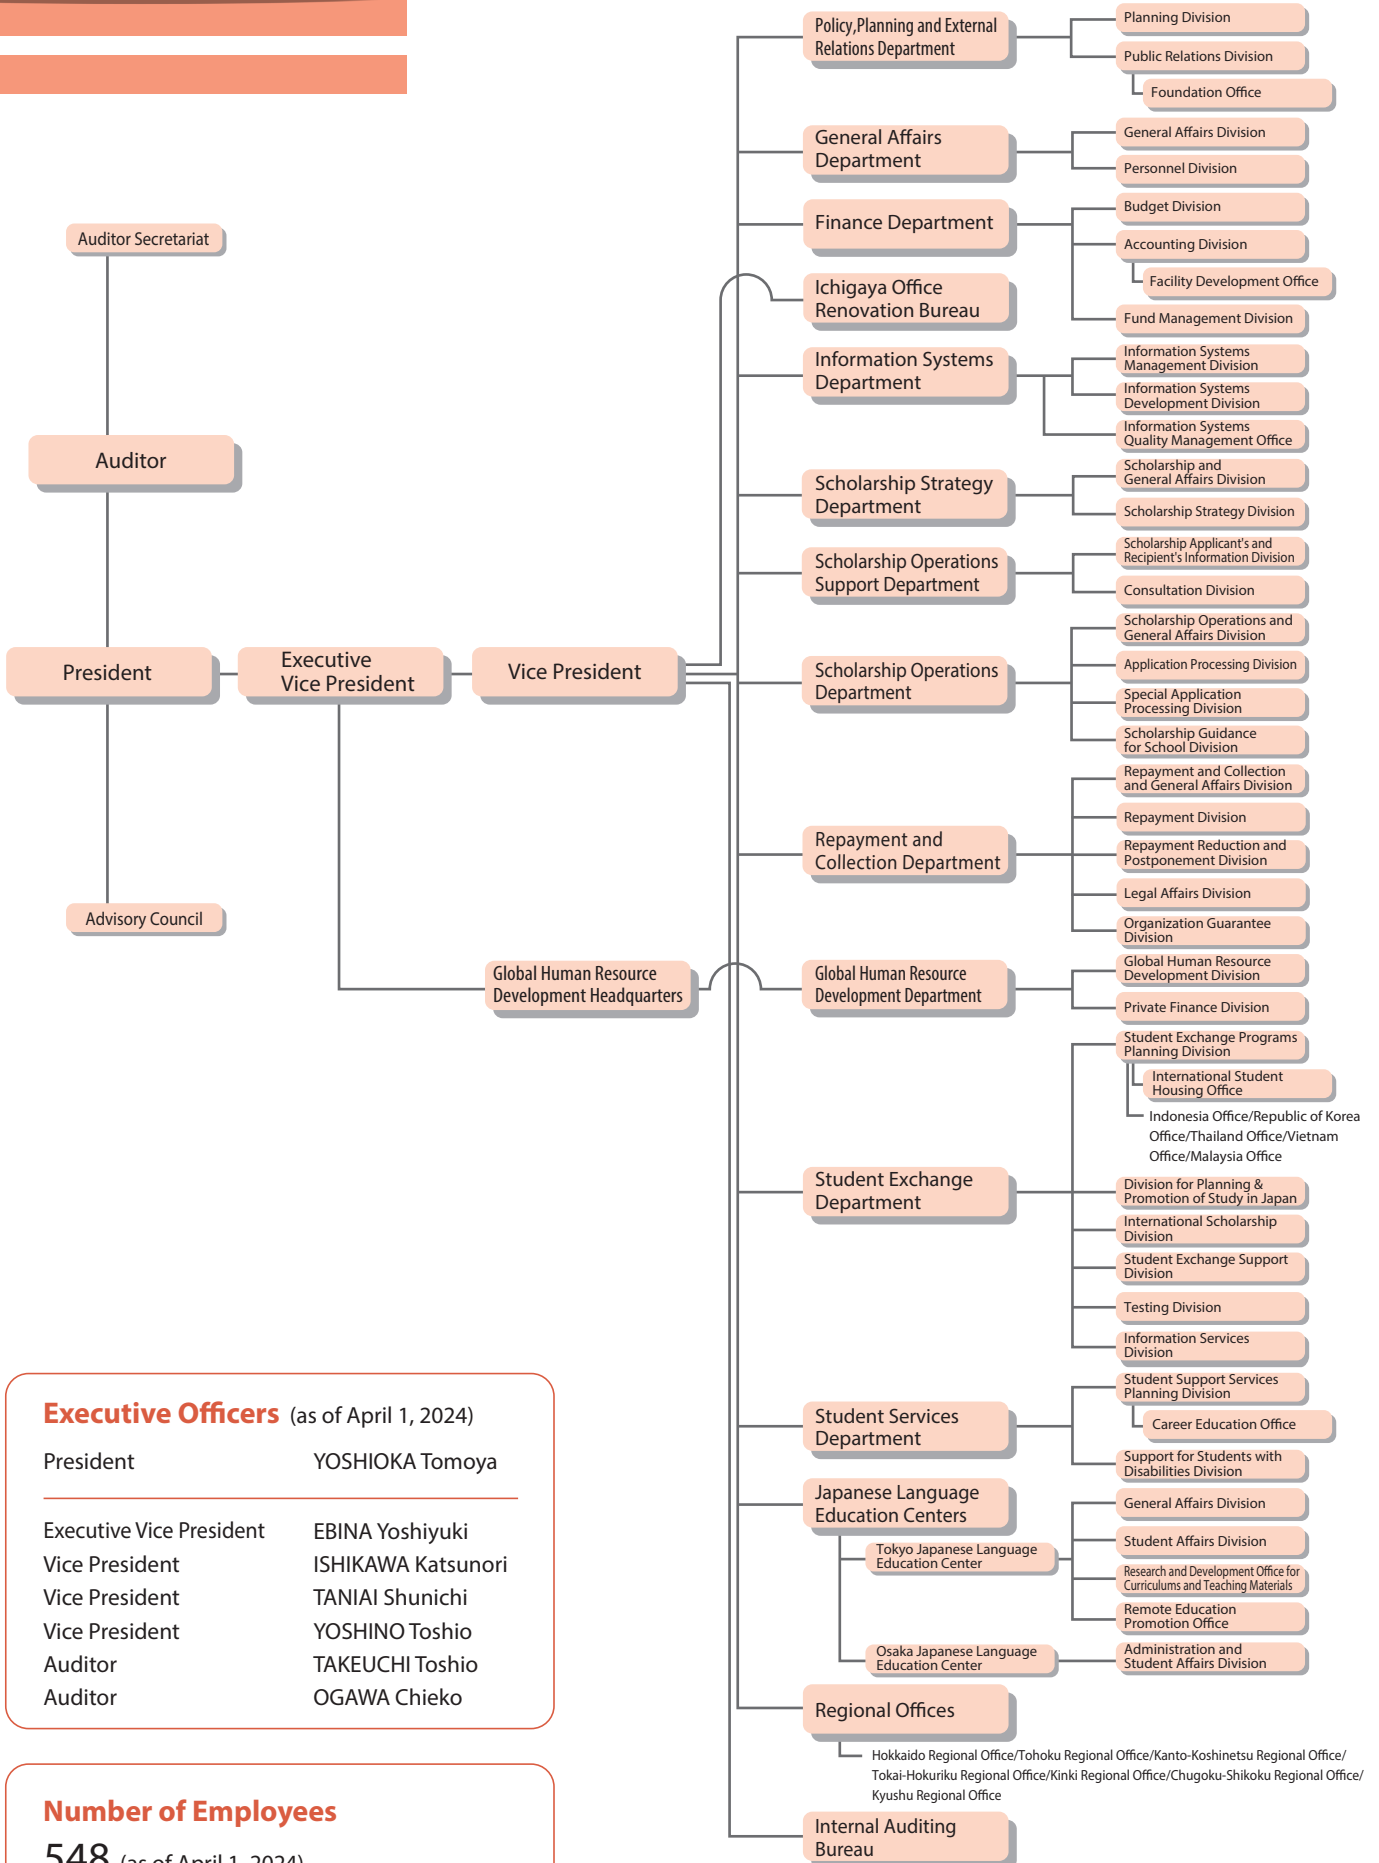 Auditor Secretariat
Auditor
President
Executive
Vice President
Vice President
Advisory Council
Global Human Resource
Development Headquarters
Policy,Planning and External
Relations Department
Planning Division
Public Relations Division
Foundation Office
General Affairs
Department
General Affairs Division
Personnel Division
Finance Department
Budget Division
Accounting Division
Facility Development Office
Fund Management Division
Ichigaya Office
Renovation Bureau
Information Systems
Department
Information Systems
Management Division
Information Systems
Development Division
Information Systems
Quality Management Office
Scholarship Strategy
Department
Scholarship and
General Affairs Division
Scholarship Strategy Division
Scholarship Operations
Support Department
Scholarship Applicant's and
Recipient's Information Division
Consultation Division
Scholarship Operations
Department
Scholarship Operations and
General Affairs Division
Application Processing Division
Special Application
Processing Division
Scholarship Guidance
for School Division
Repayment and
Collection Department
Repayment and Collection
and General Affairs Division
Repayment Division
Repayment Reduction and
Postponement Division
Legal Affairs Division
Organization Guarantee
Division
Global Human Resource
Development Department
Global Human Resource
Development Division
Private Finance Division
Student Exchange
Department
Student Exchange Programs
Planning Division
International Student
Housing Office
Indonesia Office/Republic of Korea
Office/Thailand Office/Vietnam
Office/Malaysia Office
Division for Planning &
Promotion of Study in Japan
International Scholarship
Division
Student Exchange Support
Division
Testing Division
Information Services
Division
Student Services
Department
Student Support Services
Planning Division
Career Education Office
Support for Students with
Disabilities Division
Japanese Language
Education Centers
Tokyo Japanese Language
Education Center
General Affairs Division
Student Affairs Division
Research and Development Office for
Curriculums and Teaching Materials
Remote Education
Promotion Office
Osaka Japanese Language
Education Center
Administration and
Student Affairs Division
Regional Offices
Hokkaido Regional Office/Tohoku Regional Office/Kanto-Koshinetsu Regional Office/
Tokai-Hokuriku Regional Office/Kinki Regional Office/Chugoku-Shikoku Regional Office/
Kyushu Regional Office
Internal Auditing
Bureau
Executive Officers (as of April 1, 2024)
President YOSHIOKA Tomoya
Executive Vice President EBINA Yoshiyuki
Vice President ISHIKAWA Katsunori
Vice President TANIAI Shunichi
Vice President YOSHINO Toshio
Auditor TAKEUCHI Toshio
Auditor OGAWA Chieko
Number of Employees
548 (as of April 1, 2024)